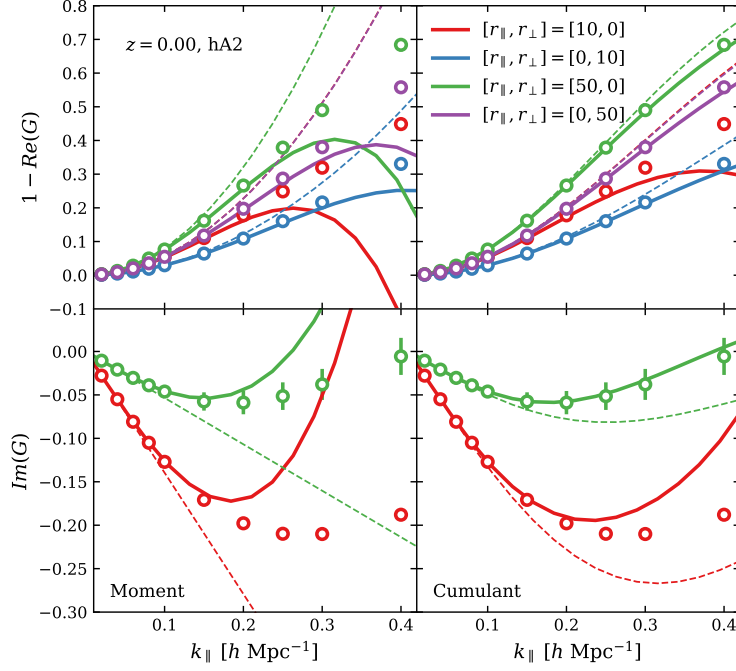 z = 0.00, hA2
1 − Re(G)
0.8
0.7
0.6
0.5
0.4
0.3
0.2
0.1
0.0
−0.1
[r∥, r⊥] = [10, 0]
[r∥, r⊥] = [0, 10]
[r∥, r⊥] = [50, 0]
[r∥, r⊥] = [0, 50]
Im(G)
0.00
−0.05
−0.10
−0.15
−0.20
−0.25
−0.30
Moment
Cumulant
0.1 0.2 0.3 0.4
0.1 0.2 0.3 0.4
k∥ [h Mpc⁻¹]
k∥ [h Mpc⁻¹]